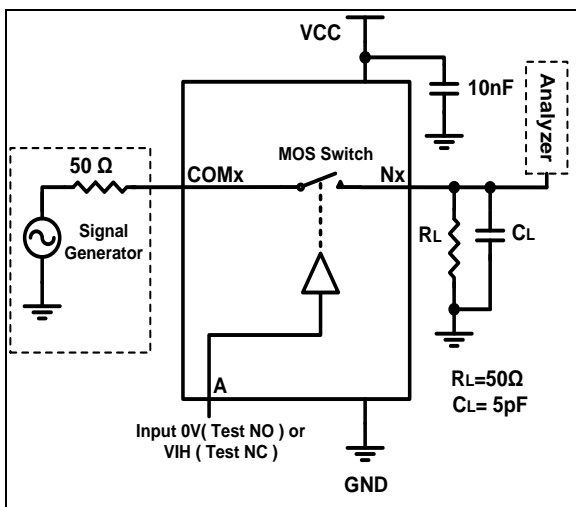 VCC
10nF
Analyzer
50 Ω
COMx
MOS Switch
Nx
Signal
Generator
RL
CL
A
RL=50Ω
CL= 5pF
Input 0V( Test NO ) or
VIH ( Test NC )
GND